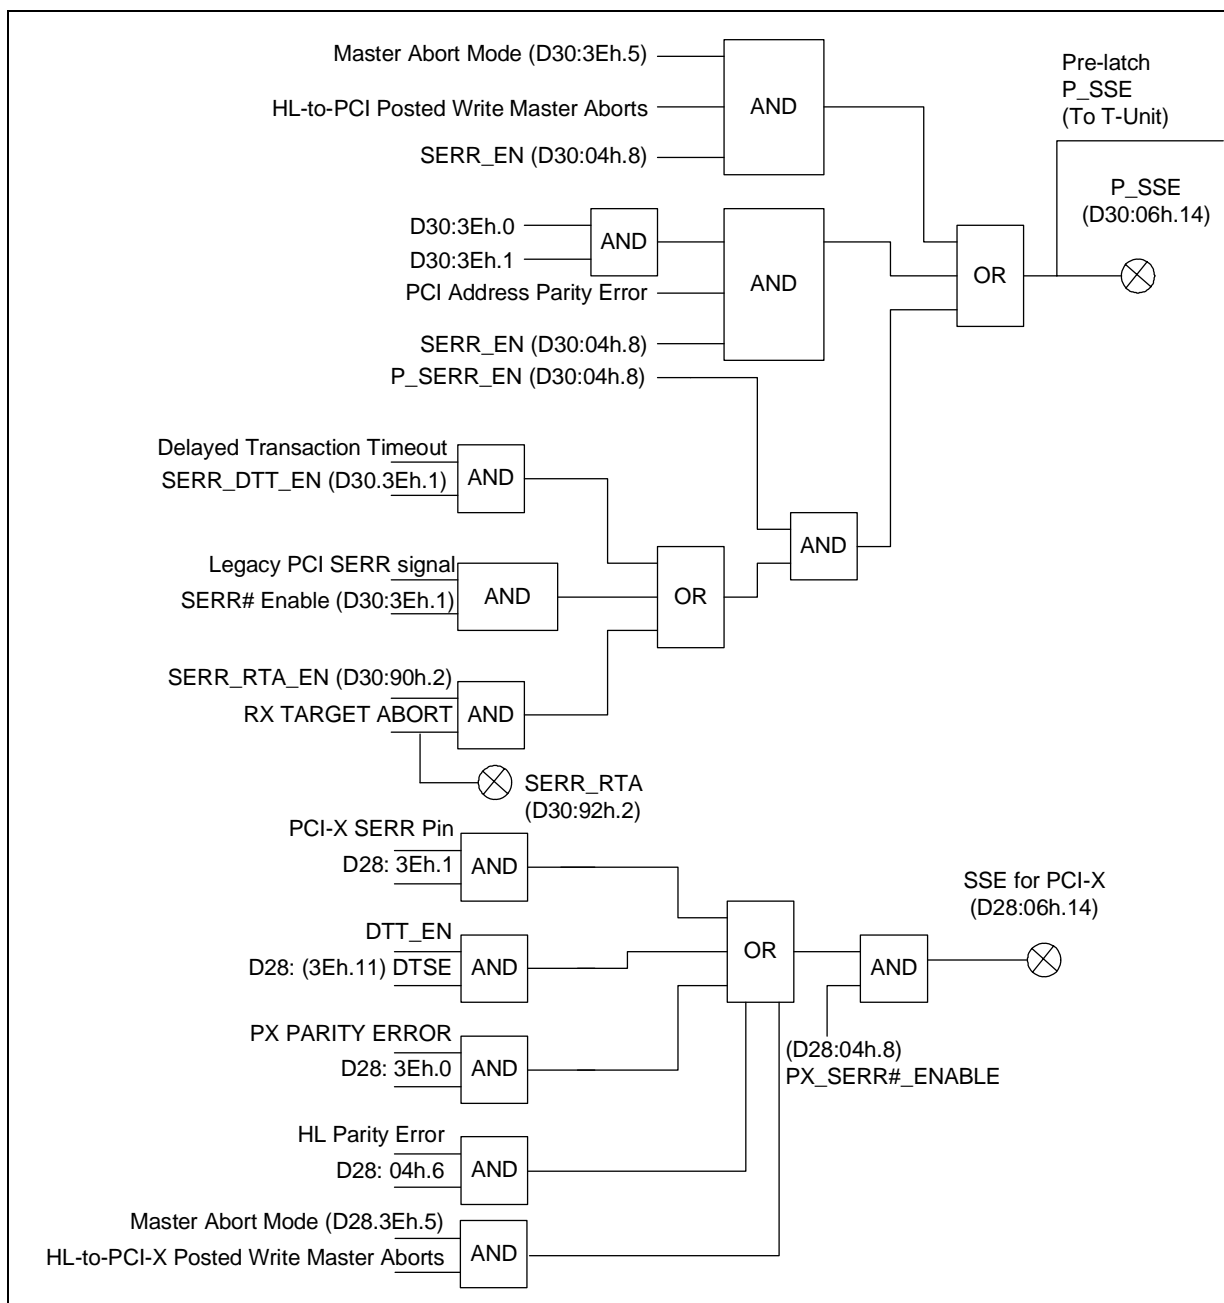 Master Abort Mode (D30:3Eh.5)
HL-to-PCI Posted Write Master Aborts
SERR_EN (D30:04h.8)
AND
Pre-latch
P_SSE
(To T-Unit)
P_SSE
(D30:06h.14)
D30:3Eh.0
D30:3Eh.1
AND
PCI Address Parity Error
SERR_EN (D30:04h.8)
AND
OR
P_SERR_EN (D30:04h.8)
Delayed Transaction Timeout
SERR_DTT_EN (D30.3Eh.1)
AND
Legacy PCI SERR signal
SERR# Enable (D30:3Eh.1)
AND
OR
AND
SERR_RTA_EN (D30:90h.2)
RX TARGET ABORT
AND
SERR_RTA
(D30:92h.2)
PCI-X SERR Pin
D28: 3Eh.1
AND
DTT_EN
D28: (3Eh.11) DTSE
AND
OR
AND
SSE for PCI-X
(D28:06h.14)
PX PARITY ERROR
D28: 3Eh.0
AND
(D28:04h.8)
PX_SERR#_ENABLE
HL Parity Error
D28: 04h.6
AND
Master Abort Mode (D28.3Eh.5)
HL-to-PCI-X Posted Write Master Aborts
AND